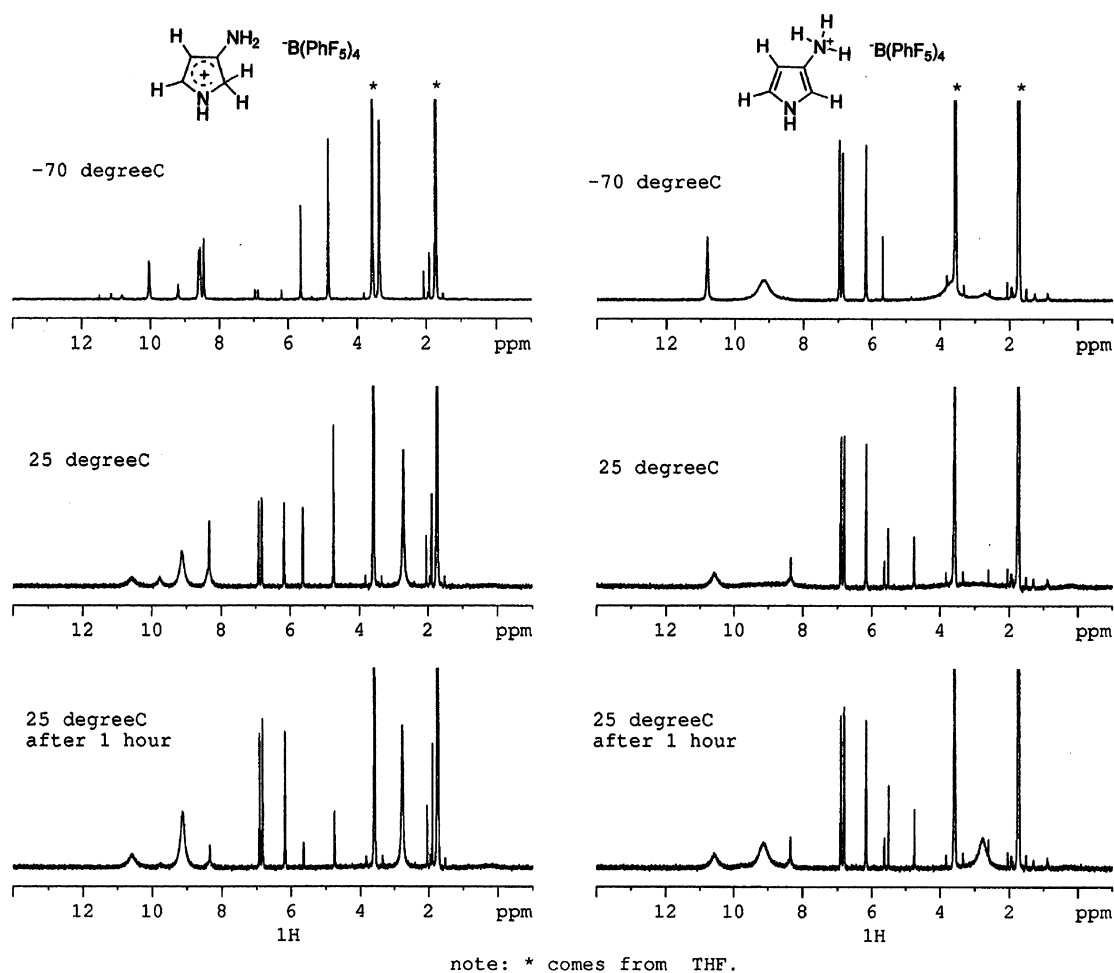 NH₂
⁻B(PhF₅)₄
H
H
H
+
N
H
H
*
*
-70 degreeC
12 10 8 6 4 2 ppm
25 degreeC
12 10 8 6 4 2 ppm
25 degreeC
after 1 hour
12 10 8 6 4 2 ppm
1H
H
H
N⁺
H
⁻B(PhF₅)₄
H
H
N
H
H
*
*
-70 degreeC
12 10 8 6 4 2 ppm
25 degreeC
12 10 8 6 4 2 ppm
25 degreeC
after 1 hour
12 10 8 6 4 2 ppm
1H
note: * comes from THF.